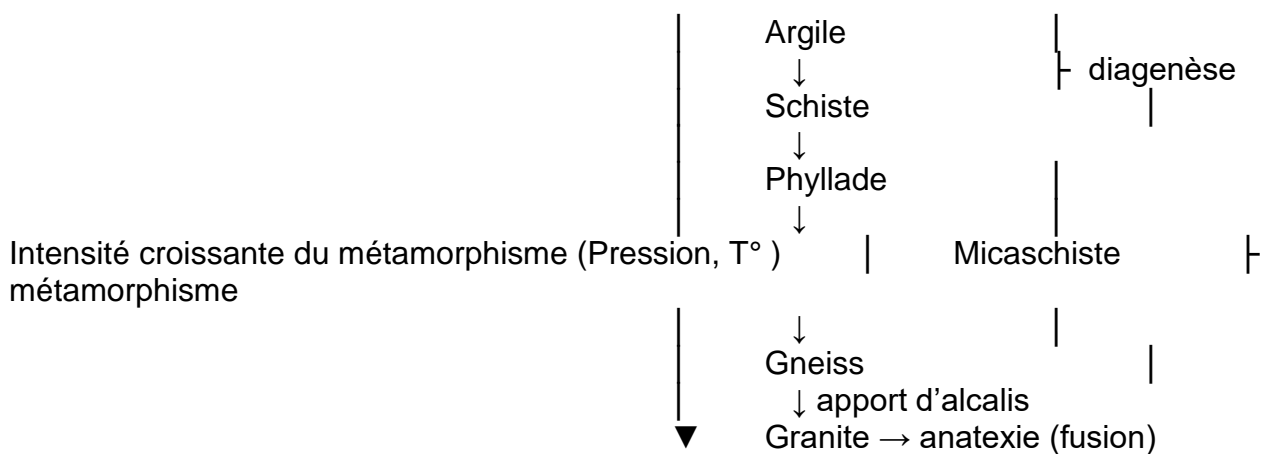 Argile
↓ ├ diagenèse
Schiste
↓
Phyllade
↓
Intensité croissante du métamorphisme (Pression, T° ) │ Micaschiste ├
métamorphisme
↓
Gneiss
↓ apport d’alcalis
Granite → anatexie (fusion)